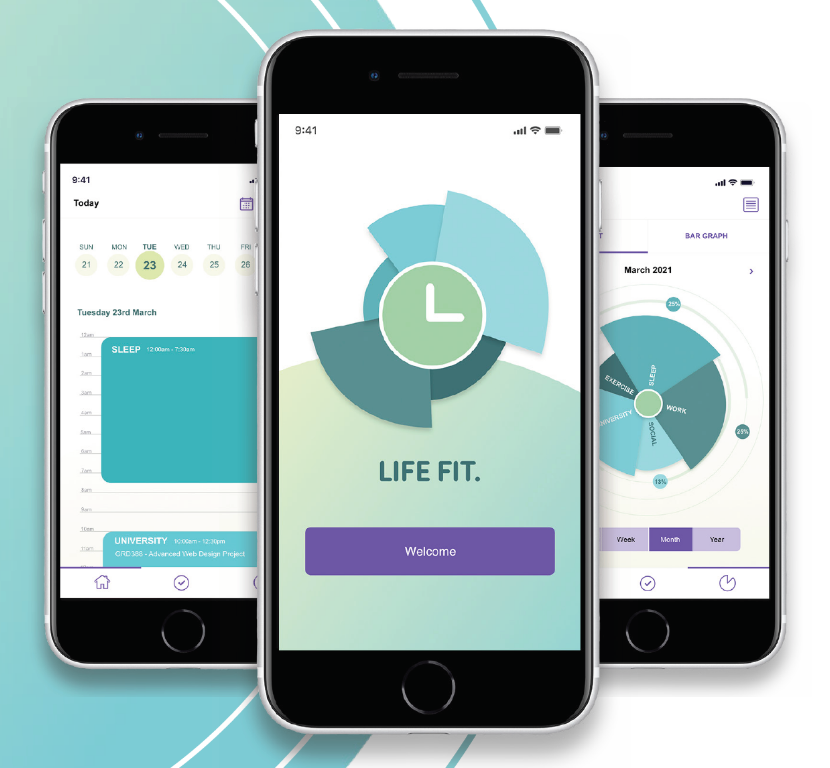 9:41
Today
SUN MON TUE WED THU FRI
21 22 23 24 25 26
Tuesday 23rd March
12am
1am
2am
3am
4am
5am
6am
7am
8am
9am
10am
11am
SLEEP 12:00am - 7:30am
UNIVERSITY 10:00am - 12:30pm
GRD388 - Advanced Web Design Project
9:41
LIFE FIT.
Welcome
BAR GRAPH
March 2021
25%
SLEEP
EXERCISE
WORK
SOCIAL
25%
13%
Week Month Year